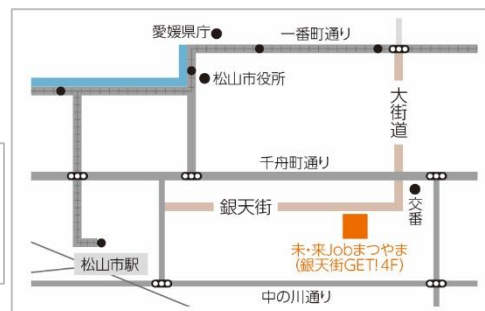 愛媛県庁
一番町通り
松山市役所
大街道
千舟町通り
銀天街
交番
未・来Jobまつやま
(銀天街GET!4F)
松山市駅
中の川通り